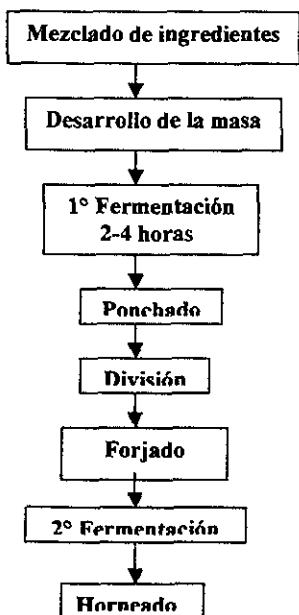 Mezclado de ingredientes
Desarrollo de la masa
1° Fermentación
2-4 horas
Ponchado
División
Forjado
2° Fermentación
Horneado